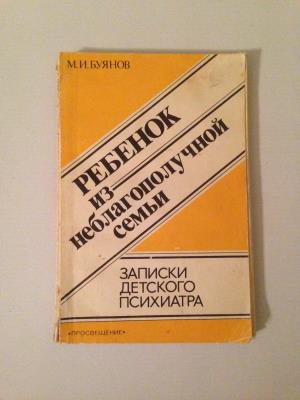 М.И.БУЯНОВ
РЕБЕНОК
ИЗ
неблагополучной
семьи
ЗАПИСКИ
ДЕТСКОГО
ПСИХИАТРА
«ПРОСВЕЩЕНИЕ»